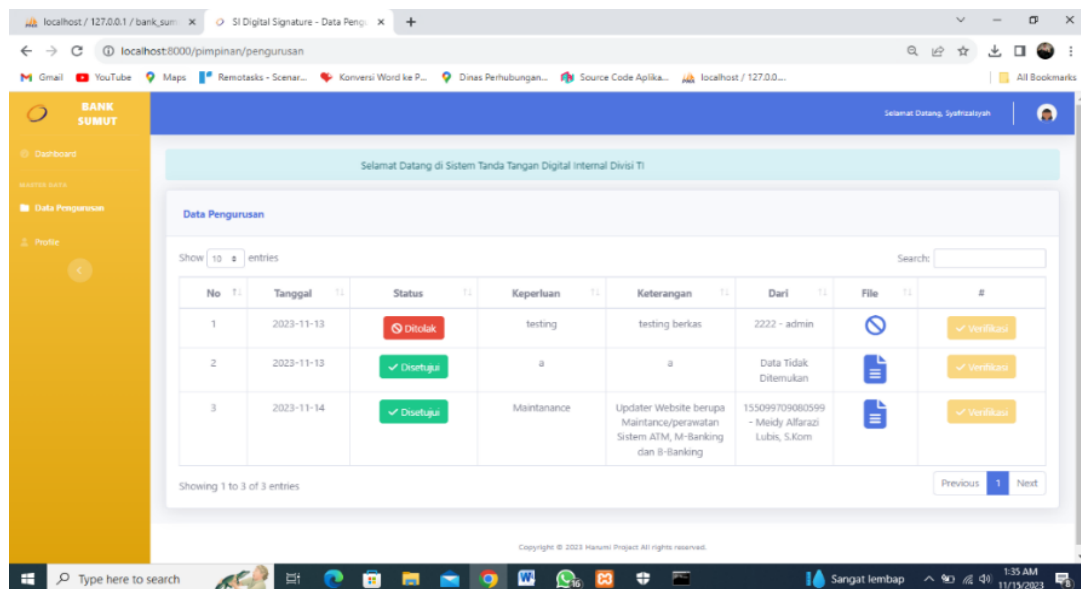 localhost / 127.0.0.1 / bank_sum
SI Digital Signature - Data Pengu
localhost:8000/pimpinan/pengurusan
Gmail YouTube Maps Remotasks - Scenar... Konversi Word ke P... Dinas Perhubungan... Source Code Aplika... localhost / 127.0.0.... All Bookmarks
BANK
SUMUT
Selamat Datang, Syafrizalsyah
Dashboard
MASTER DATA
Data Pengurusan
Profile
Selamat Datang di Sistem Tanda Tangan Digital Internal Divisi TI
Data Pengurusan
Show 10 entries Search:
No Tanggal Status Keperluan Keterangan Dari File #
1 2023-11-13 Ditolak testing testing berkas 2222 - admin Verifikasi
2 2023-11-13 Disetujui a a Data Tidak
Ditemukan Verifikasi
3 2023-11-14 Disetujui Maintanance Updater Website berupa
Maintance/perawatan
Sistem ATM, M-Banking
dan B-Banking
155099709080599
- Meidy Alfarazi
Lubis, S.Kom
Verifikasi
Showing 1 to 3 of 3 entries Previous 1 Next
Copyright © 2023 Harumi Project All rights reserved.
Type here to search
16
Sangat lembap
1:35 AM
11/15/2023